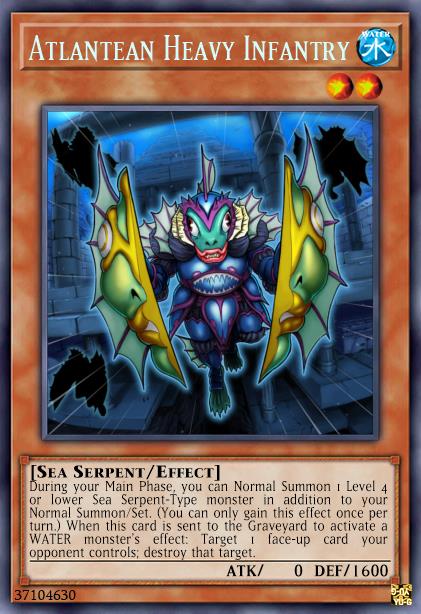 ATLANTEAN HEAVY INFANTRY
WATER
水
[SEA SERPENT/EFFECT]
During your Main Phase, you can Normal Summon 1 Level 4
or lower Sea Serpent-Type monster in addition to your
Normal Summon/Set. (You can only gain this effect once per
turn.) When this card is sent to the Graveyard to activate a
WATER monster's effect: Target 1 face-up card your
opponent controls; destroy that target.
ATK/ 0 DEF/1600
37104630